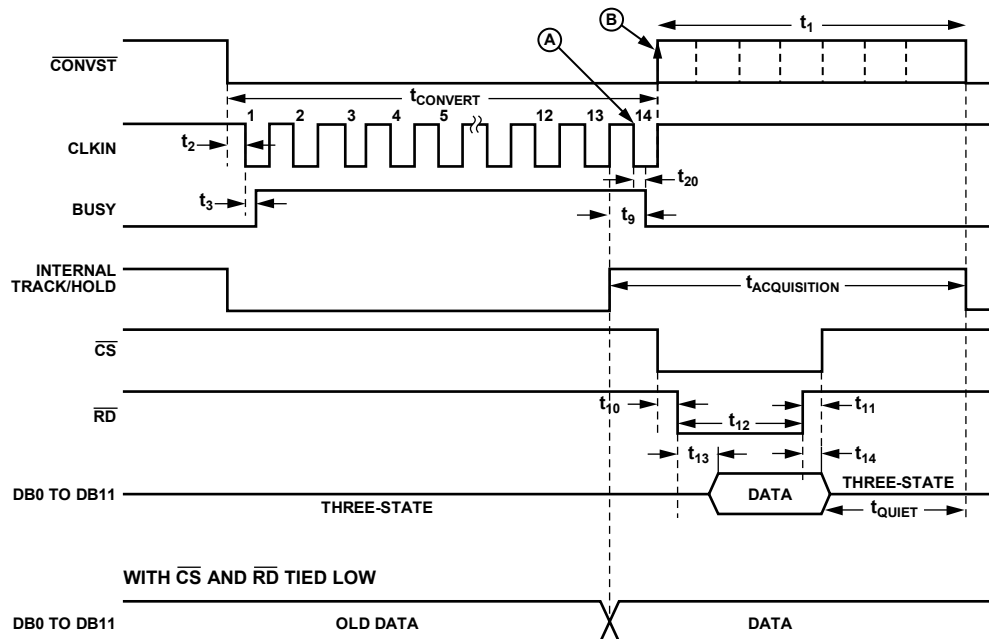 B
t1
A
CONVST
tCONVERT
1 2 3 4 5 12 13 14
CLKIN
t2
t20
t3
BUSY
t9
INTERNAL
TRACK/HOLD
tACQUISITION
CS
RD
t10
t12
t11
t13
t14
DB0 TO DB11
THREE-STATE
DATA
THREE-STATE
tQUIET
WITH CS AND RD TIED LOW
DB0 TO DB11
OLD DATA
DATA